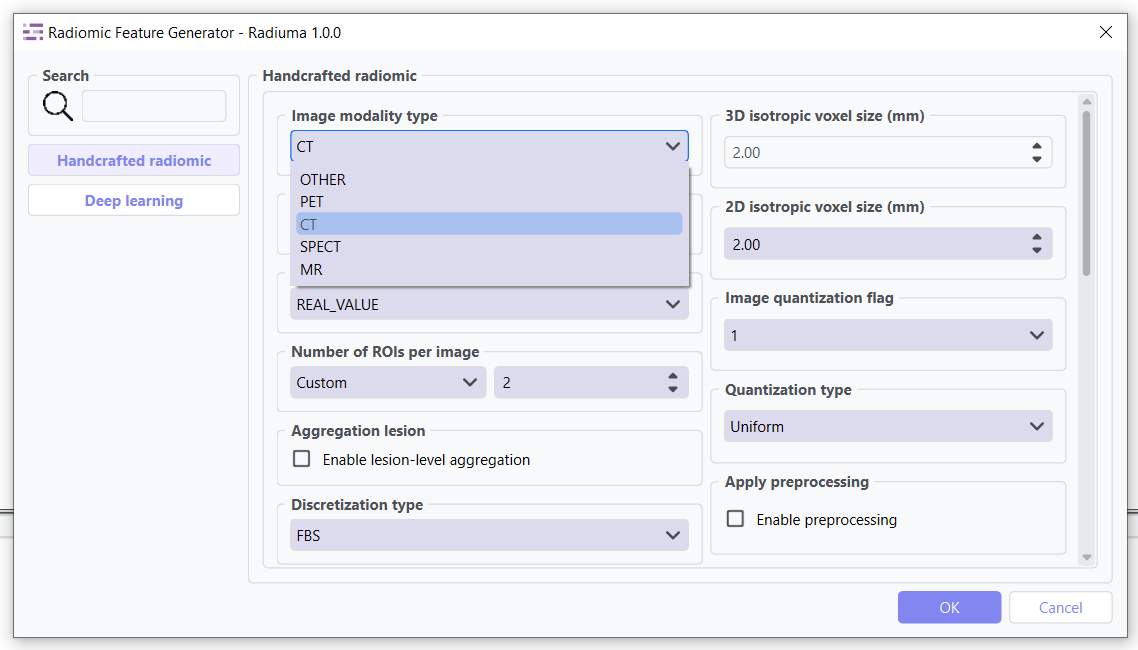 Radiomic Feature Generator - Radiuma 1.0.0
Search
Handcrafted radiomic
Deep learning
Handcrafted radiomic
Image modality type
CT
OTHER
PET
CT
SPECT
MR
REAL_VALUE
Number of ROIs per image
Custom
2
Aggregation lesion
Enable lesion-level aggregation
Discretization type
FBS
3D isotropic voxel size (mm)
2.00
2D isotropic voxel size (mm)
2.00
Image quantization flag
1
Quantization type
Uniform
Apply preprocessing
Enable preprocessing
OK
Cancel